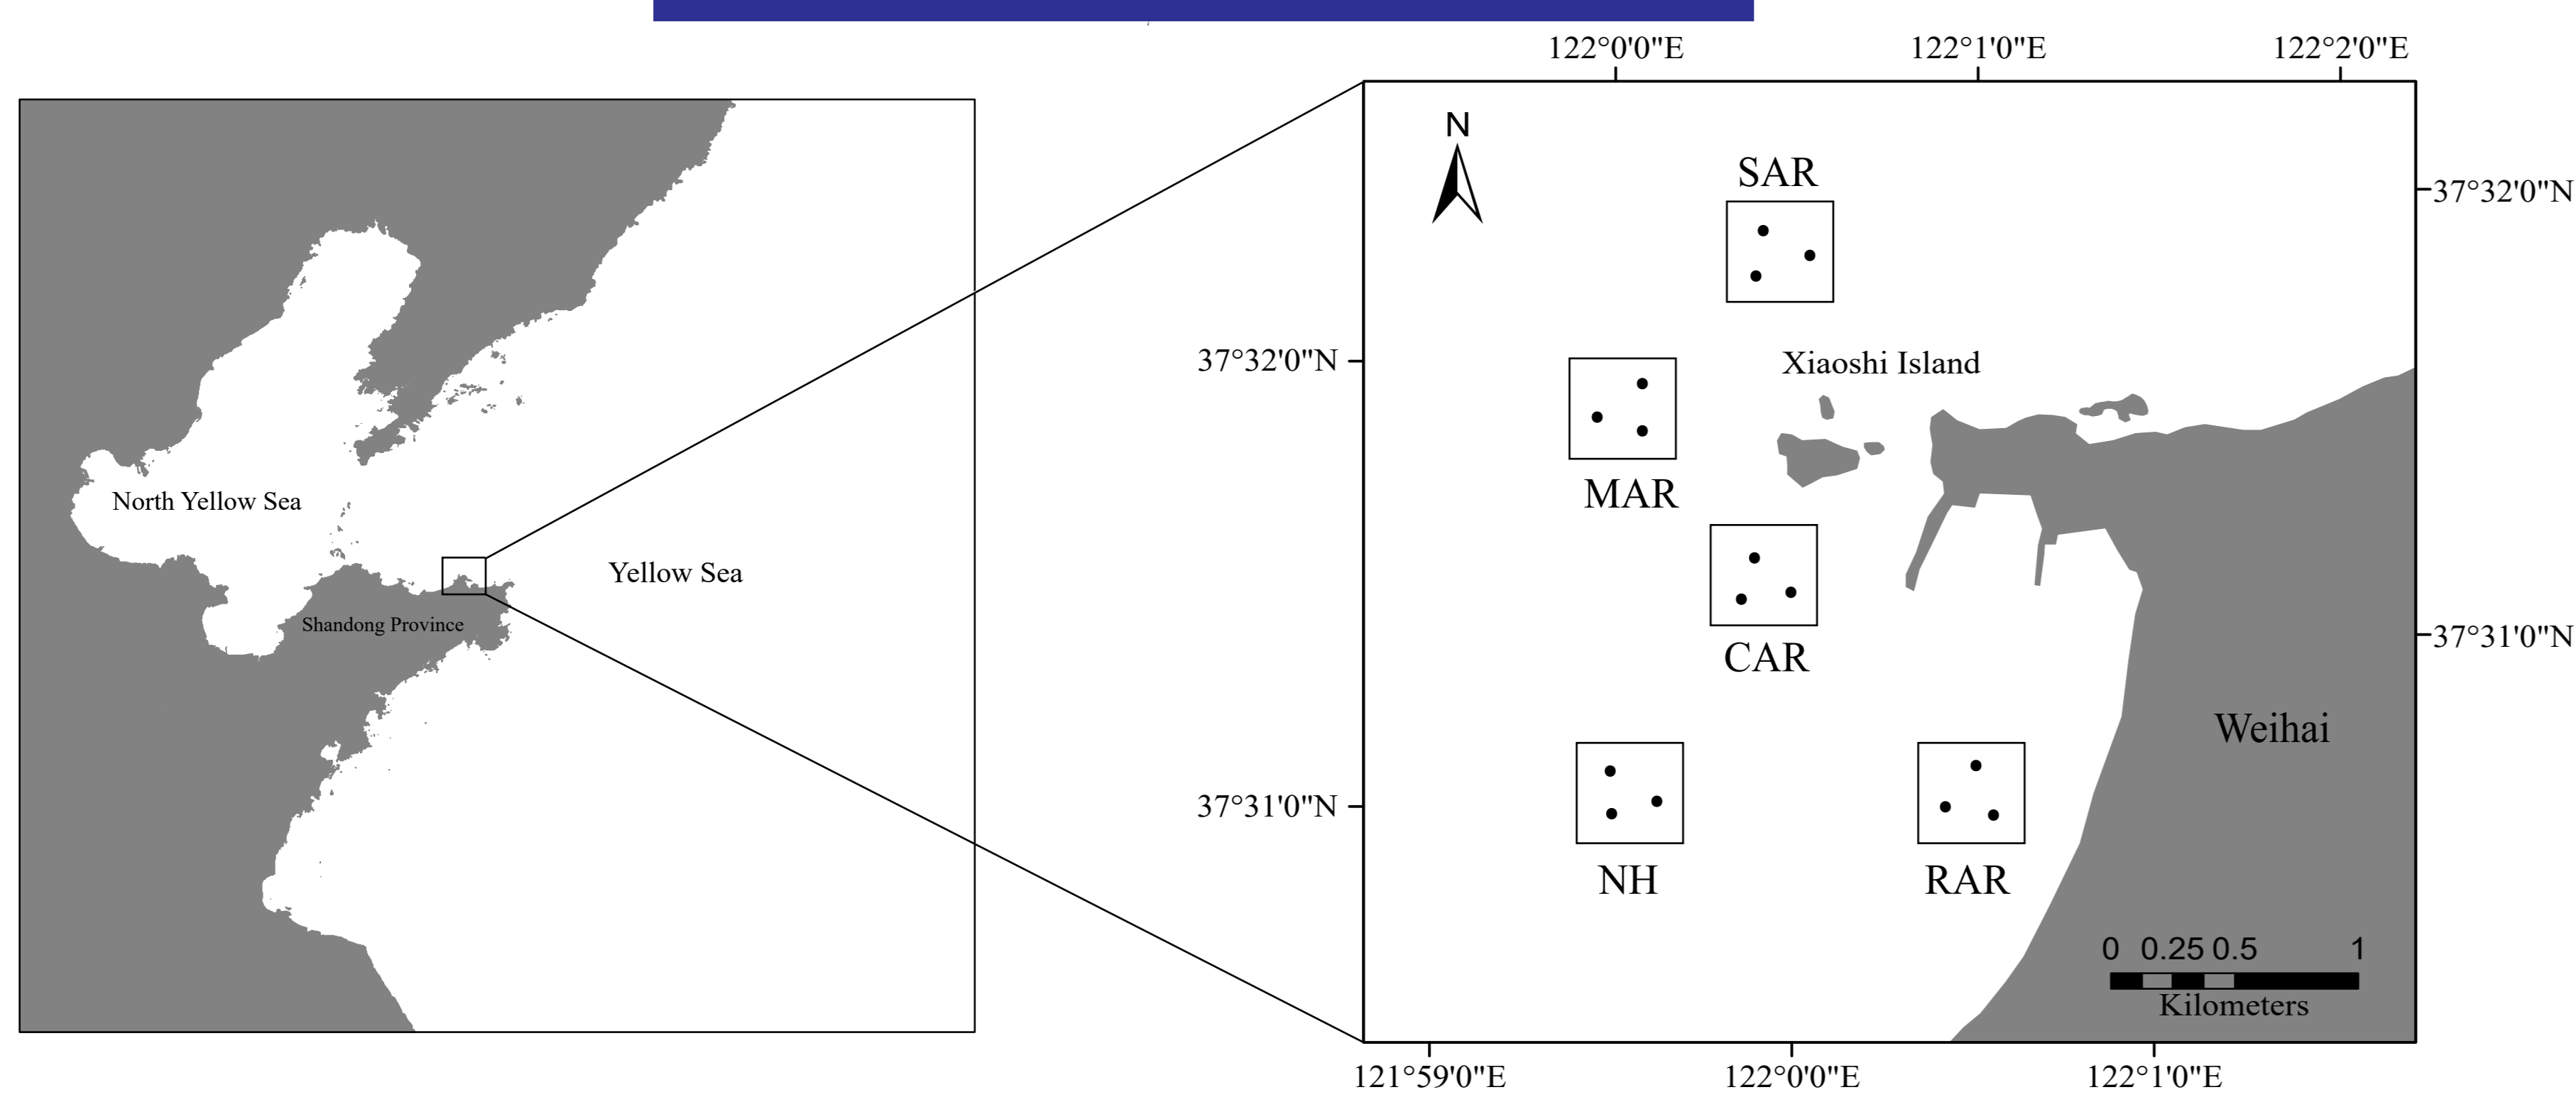 122°0'0"E 122°1'0"E 122°2'0"E
N
SAR
37°32'0"N
37°32'0"N
Xiaoshi Island
MAR
North Yellow Sea
Yellow Sea
Shandong Province
37°31'0"N
CAR
Weihai
37°31'0"N
NH
RAR
0 0.25 0.5 1
Kilometers
121°59'0"E 122°0'0"E 122°1'0"E